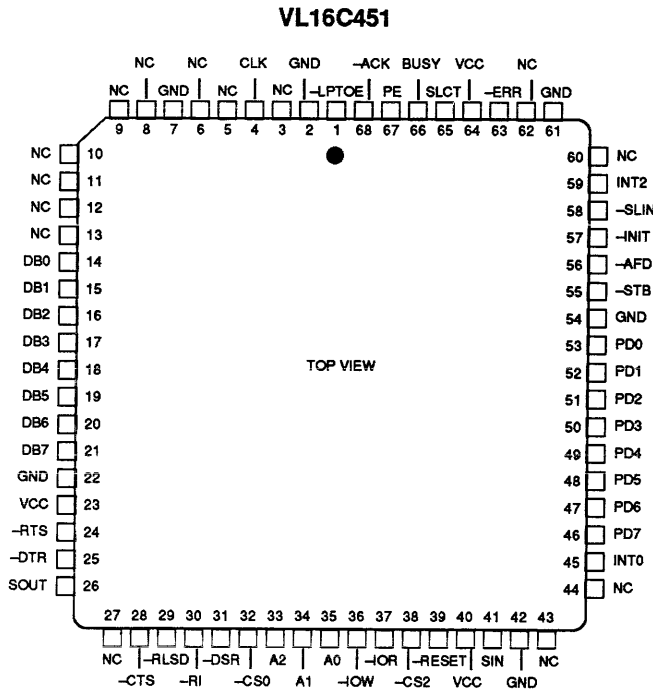 VL16C451
NC NC CLK GND –ACK BUSY VCC NC
NC GND NC NC –LPTOE PE SLCT –ERR GND
9 8 7 6 5 4 3 2 1 68 67 66 65 64 63 62 61
NC 10 60 NC
NC 11 59 INT2
NC 12 58 –SLIN
NC 13 57 –INIT
DB0 14 56 –AFD
DB1 15 55 –STB
DB2 16 54 GND
DB3 17 53 PD0
DB4 18 TOP VIEW 52 PD1
DB5 19 51 PD2
DB6 20 50 PD3
DB7 21 49 PD4
GND 22 48 PD5
VCC 23 47 PD6
–RTS 24 46 PD7
–DTR 25 45 INT0
SOUT 26 44 NC
27 28 29 30 31 32 33 34 35 36 37 38 39 40 41 42 43
NC –RLSD –DSR A2 A0 –IOR –RESET SIN NC
–CTS –RI –CS0 A1 –IOW –CS2 VCC GND